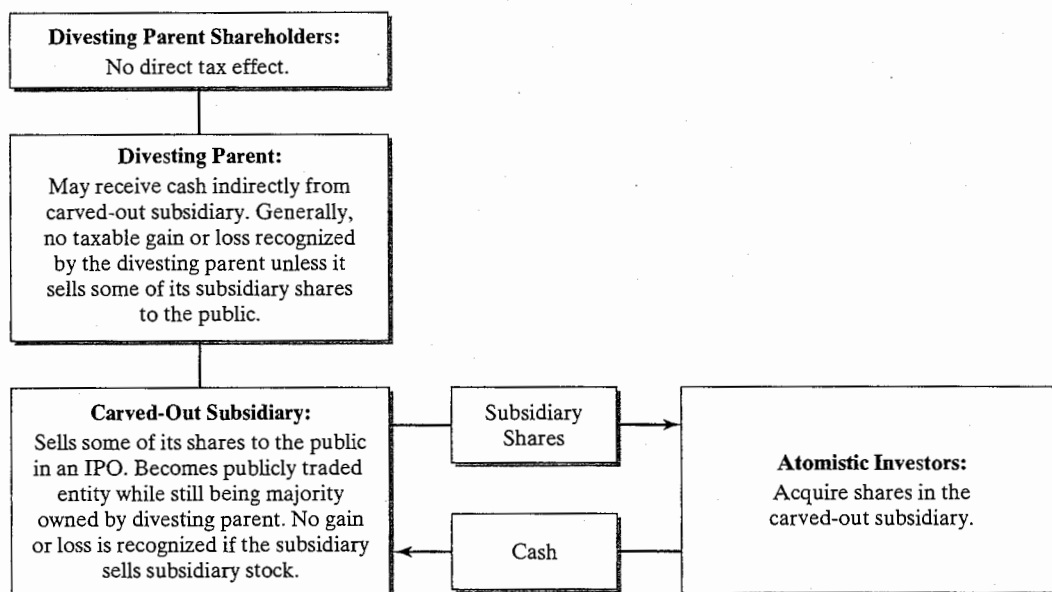 Divesting Parent Shareholders:
No direct tax effect.
Divesting Parent:
May receive cash indirectly from
carved-out subsidiary. Generally,
no taxable gain or loss recognized
by the divesting parent unless it
sells some of its subsidiary shares
to the public.
Carved-Out Subsidiary:
Sells some of its shares to the public
in an IPO. Becomes publicly traded
entity while still being majority
owned by divesting parent. No gain
or loss is recognized if the subsidiary
sells subsidiary stock.
Subsidiary
Shares
Cash
Atomistic Investors:
Acquire shares in the
carved-out subsidiary.